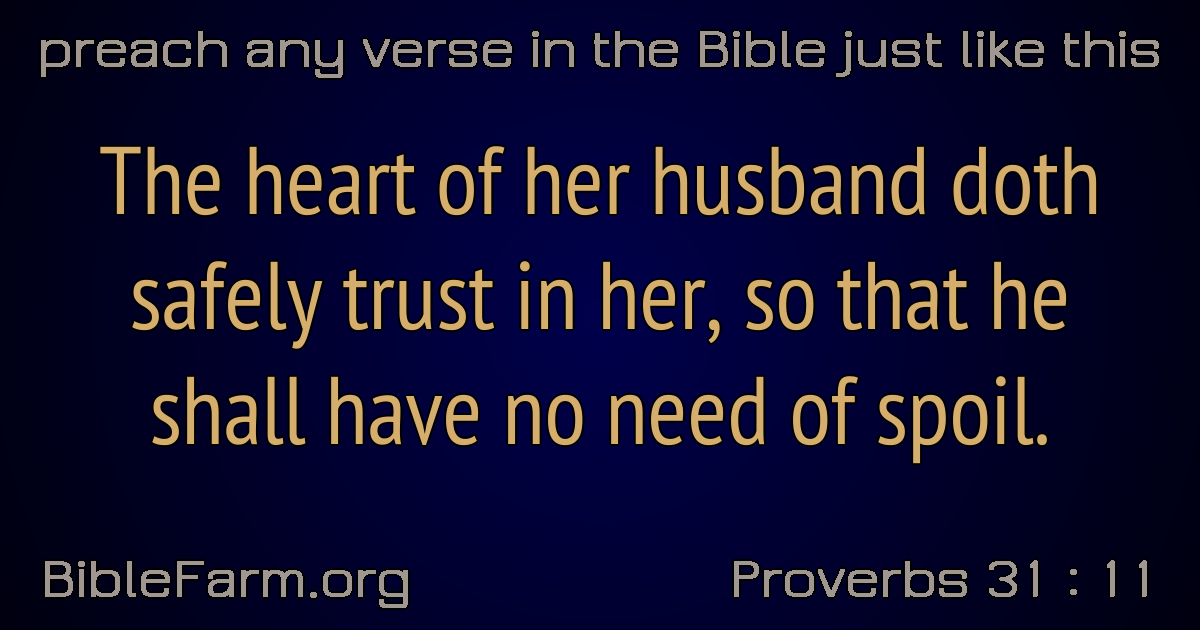 preach any verse in the Bible just like this
The heart of her husband doth
safely trust in her, so that he
shall have no need of spoil.
BibleFarm.org
Proverbs 31 : 11